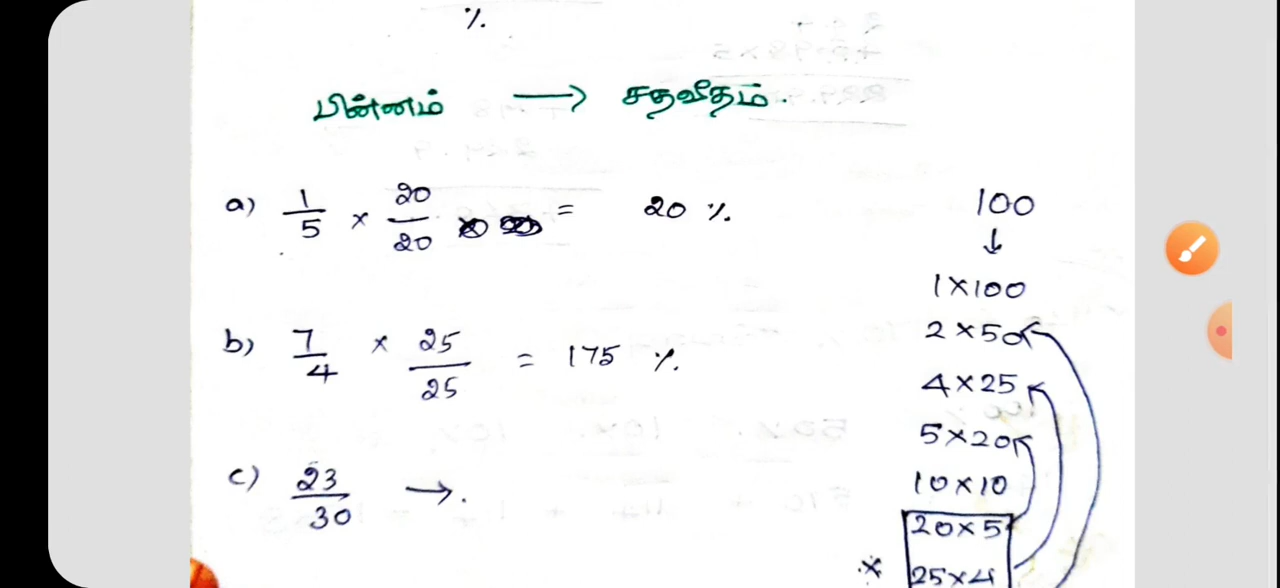 %
பின்னம் → சதவீதம்.
a) 1/5 × 20/20 = 20 %
b) 7/4 × 25/25 = 175 %
c) 23/30 →.
100
↓
1×100
2×50
4×25
5×20
10×10
20×5
* 25×4